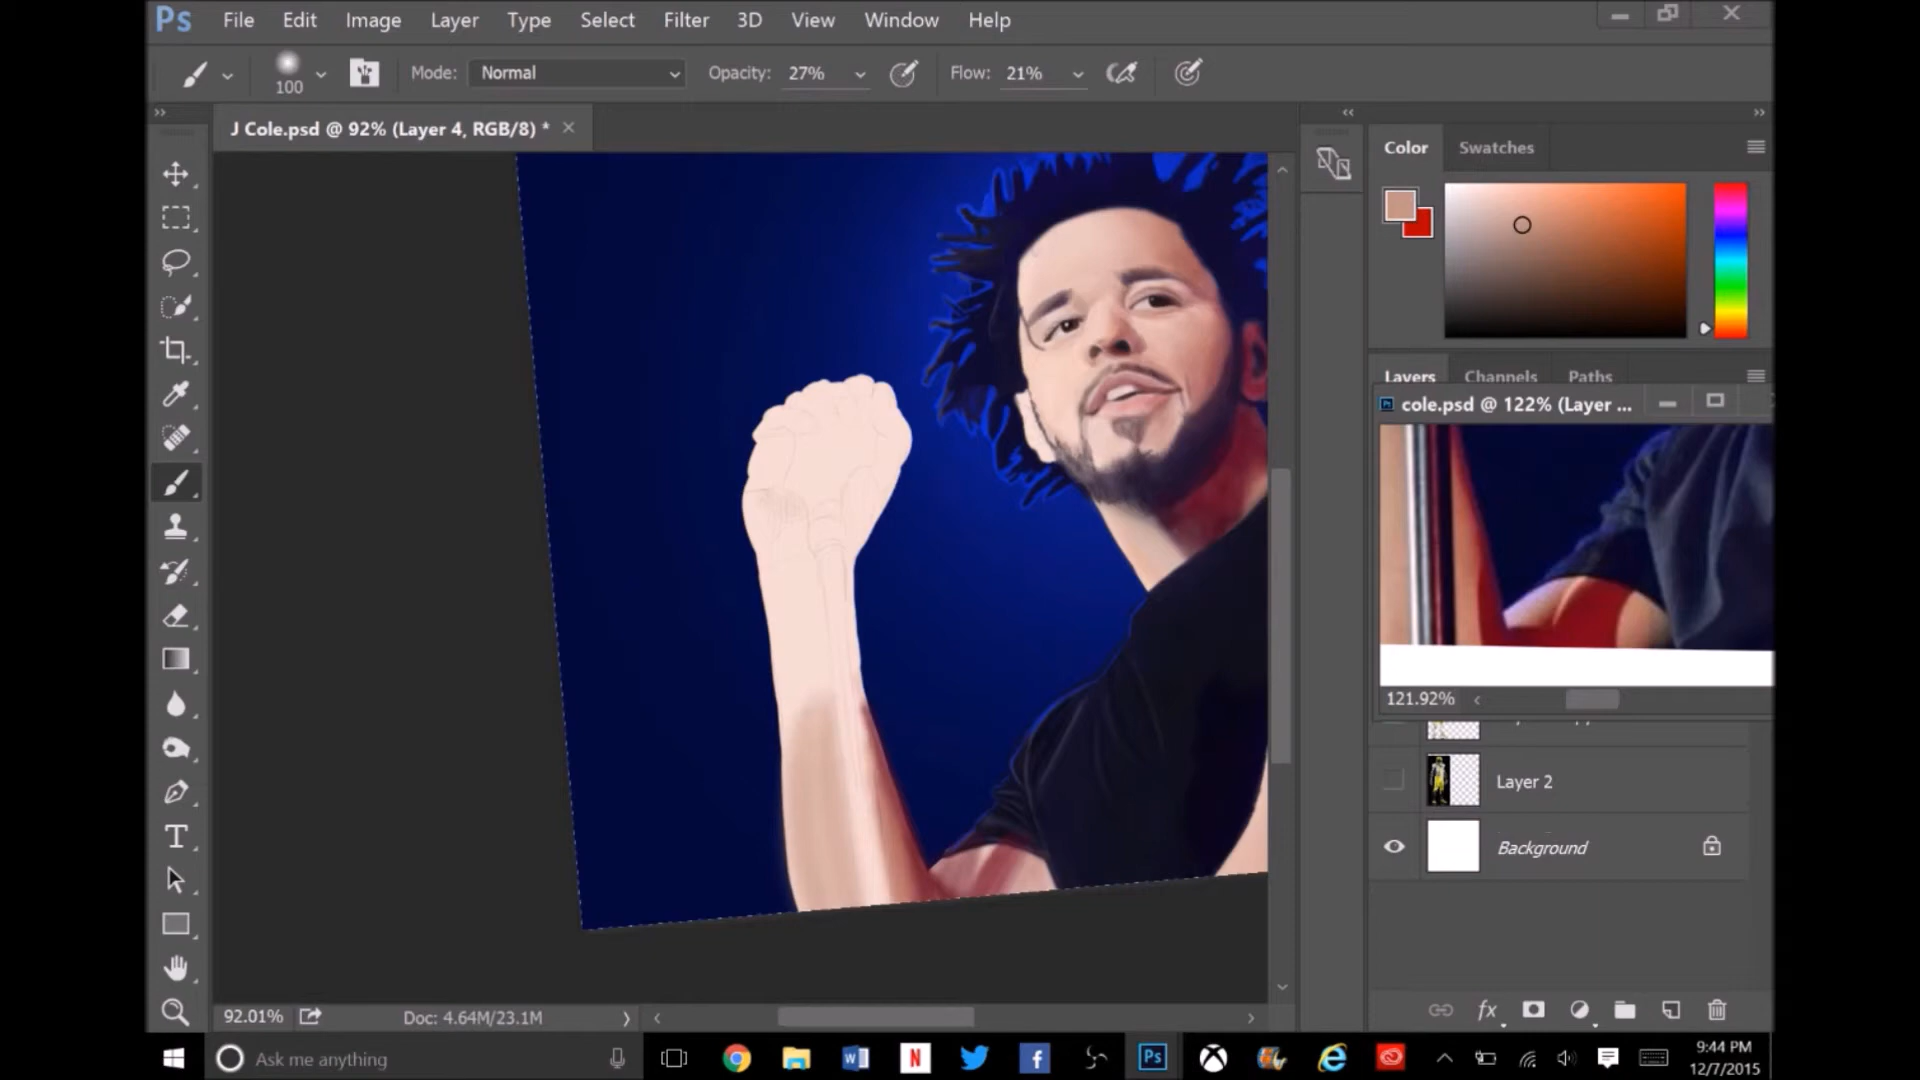 Ps File Edit Image Layer Type Select Filter 3D View Window Help
100 Mode: Normal Opacity: 27% Flow: 21%
J Cole.psd @ 92% (Layer 4, RGB/8) *
Color Swatches
Layers Channels Paths
cole.psd @ 122% (Layer ...
121.92%
Layer 2
Background
T
92.01% Doc: 4.64M/23.1M
Ask me anything
W
N
f
Ps
9:44 PM
12/7/2015